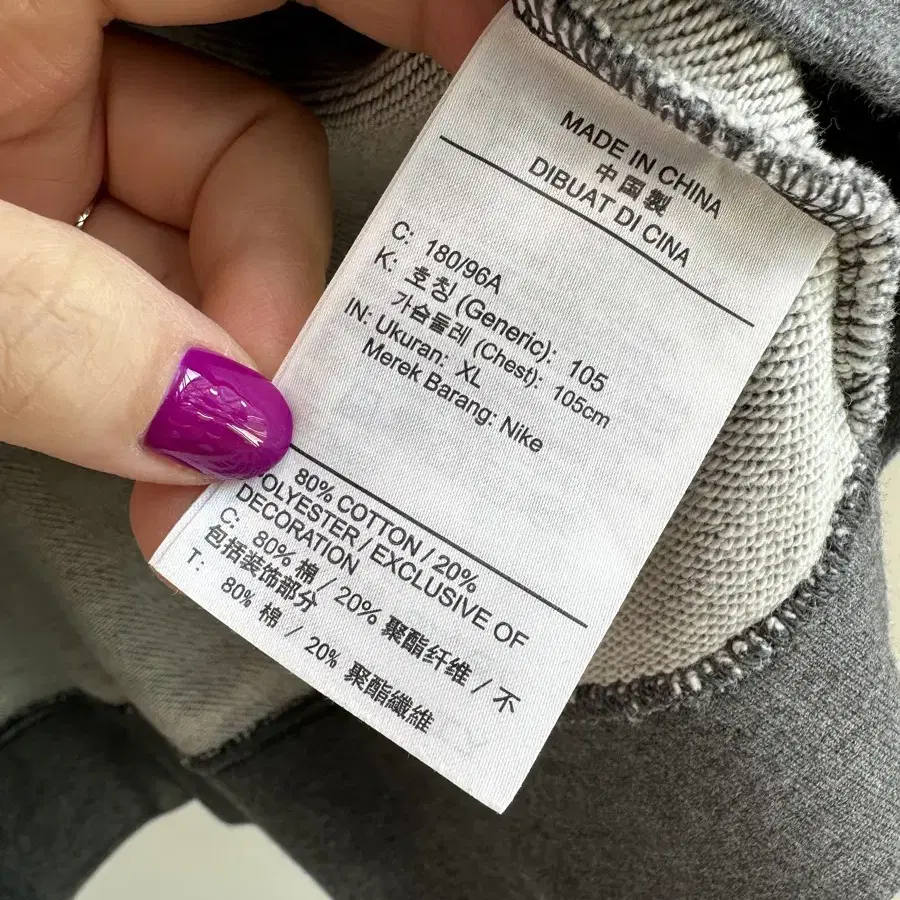 MADE IN CHINA
中国製
DIBUAT DI CINA
C: 180/96A
K: 호칭 (Generic): 105
가슴둘레 (Chest): 105cm
IN: Ukuran: XL
Merek Barang: Nike
80% COTTON / 20%
OLYESTER / EXCLUSIVE OF
DECORATION
C: 80% 棉 / 20% 聚酯纤维 / 不
包括装饰部分
T: 80% 棉 / 20% 聚酯纖維